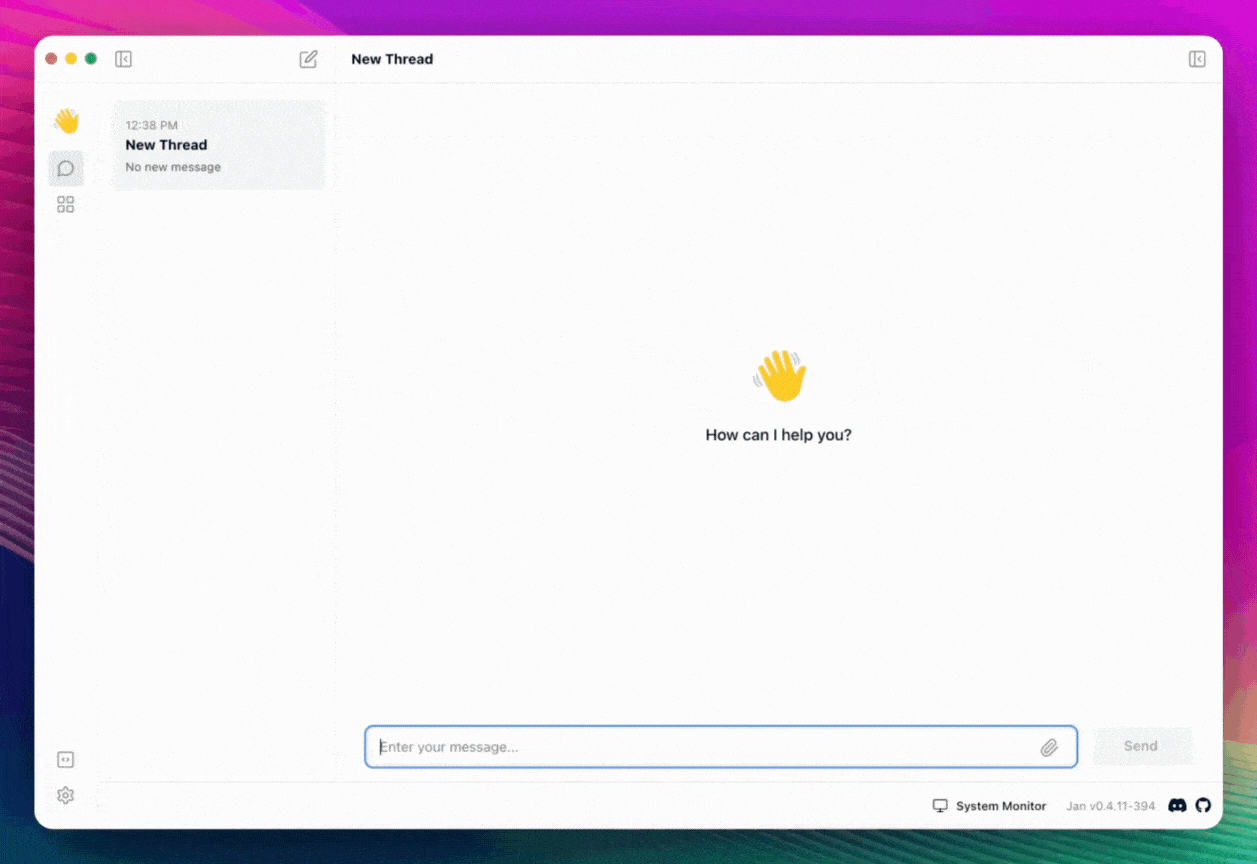 New Thread
12:38 PM
New Thread
No new message
How can I help you?
Enter your message...
Send
System Monitor
Jan v0.4.11-394